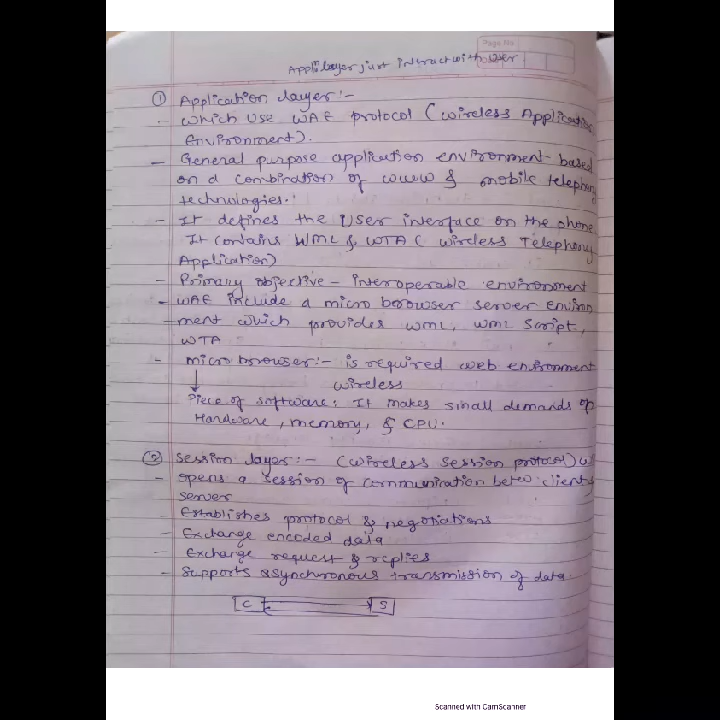 Page No
Appli. layer just intract with user
① Application layer :-
- which use WAE protocol (wireless Application
Environment).
- General purpose application environment based
on a combination of www & mobile telephony
technologies.
- It defines the User interface on the phone
It contains WML & WTA ( wireless Telephony
Application)
- Primary objective - interoperable environment
- WAE include a micro borowser server Environ
ment which provides WML, WML Script,
WTA
- micro borowser :- is required web environment
wireless
↓
Piece of software. It makes small demands of
Hardware, memory, & CPU.
② Session layer :- (wireless session protocol)
- opens a session of communication betw. client &
server
- Establishes protocol & negotiations
- Exchange encoded data
- Exchange request & replies
- Supports asynchronous transmission of data.
C S
Scanned with CamScanner